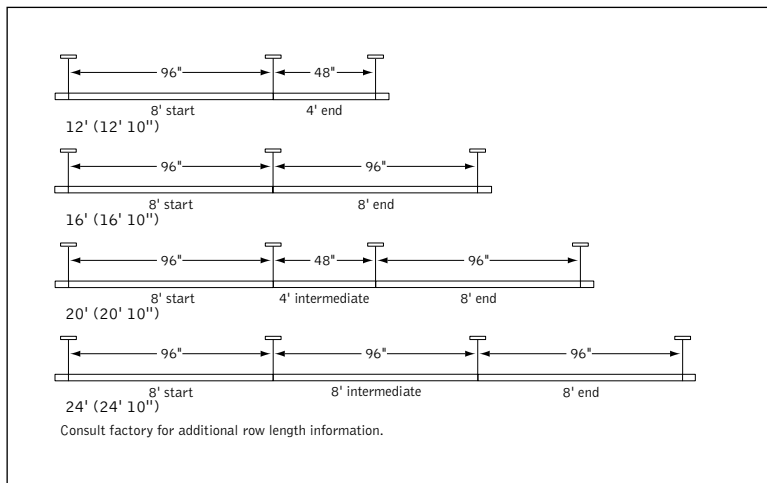 96" 48"
8' start 4' end
12' (12' 10")
96" 96"
8' start 8' end
16' (16' 10")
96" 48" 96"
8' start 4' intermediate 8' end
20' (20' 10")
96" 96" 96"
8' start 8' intermediate 8' end
24' (24' 10")
Consult factory for additional row length information.